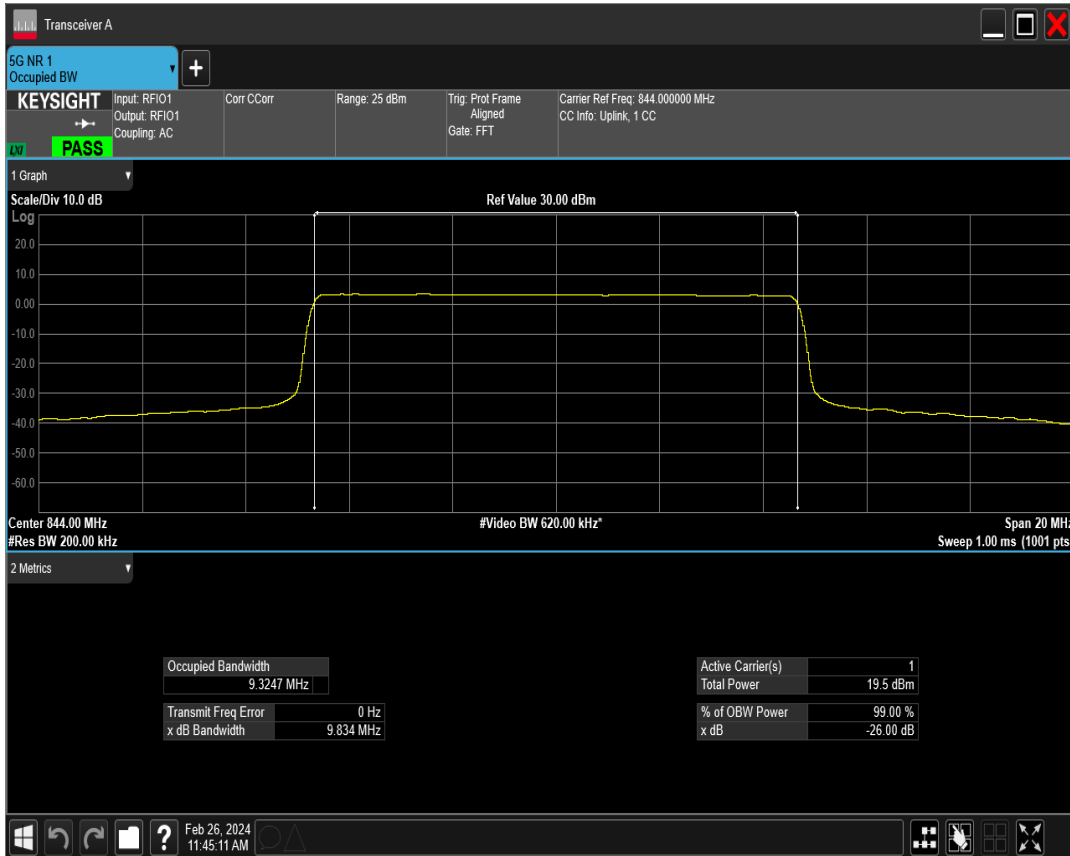 Transceiver A
5G NR 1
Occupied BW
KEYSIGHT
LXI
PASS
Input: RFIO1
Output: RFIO1
Coupling: AC
Corr CCorr
Range: 25 dBm
Trig: Prot Frame
Aligned
Gate: FFT
Carrier Ref Freq: 844.000000 MHz
CC Info: Uplink, 1 CC
1 Graph
Scale/Div 10.0 dB
Ref Value 30.00 dBm
Log
20.0
10.0
0.00
-10.0
-20.0
-30.0
-40.0
-50.0
-60.0
Center 844.00 MHz
#Video BW 620.00 kHz*
Span 20 MHz
#Res BW 200.00 kHz
Sweep 1.00 ms (1001 pts
2 Metrics
Occupied Bandwidth
9.3247 MHz
Transmit Freq Error 0 Hz
x dB Bandwidth 9.834 MHz
Active Carrier(s) 1
Total Power 19.5 dBm
% of OBW Power 99.00 %
x dB -26.00 dB
?
Feb 26, 2024
11:45:11 AM